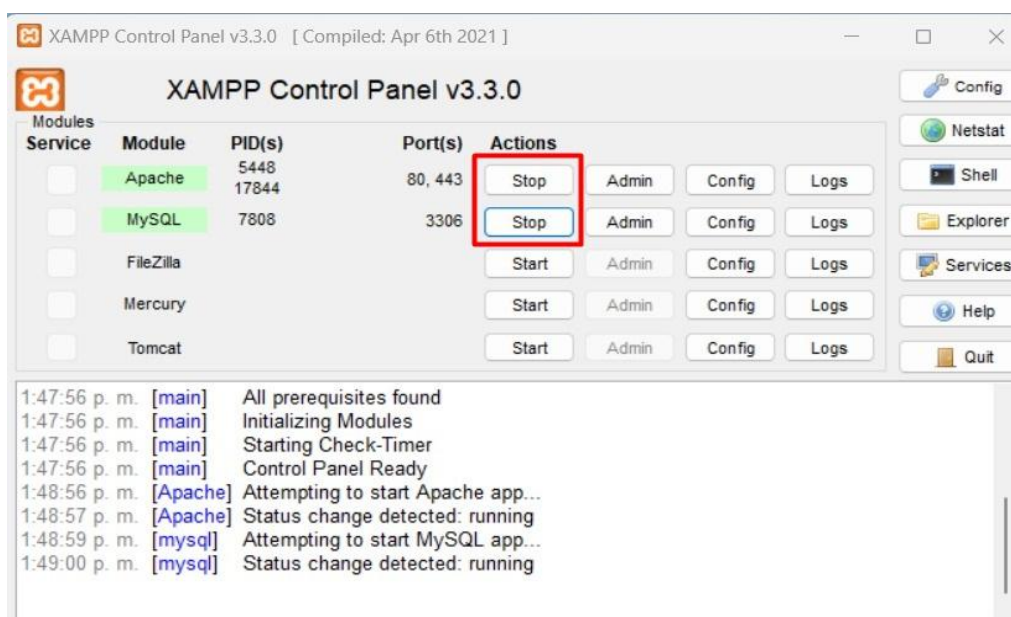 XAMPP Control Panel v3.3.0 [ Compiled: Apr 6th 2021 ]
XAMPP Control Panel v3.3.0
Config
Modules
Service Module PID(s) Port(s) Actions
Netstat
Apache 5448 17844 80, 443 Stop Admin Config Logs
Shell
MySQL 7808 3306 Stop Admin Config Logs
Explorer
FileZilla Start Admin Config Logs
Services
Mercury Start Admin Config Logs
Help
Tomcat Start Admin Config Logs
Quit
1:47:56 p. m. [main] All prerequisites found
1:47:56 p. m. [main] Initializing Modules
1:47:56 p. m. [main] Starting Check-Timer
1:47:56 p. m. [main] Control Panel Ready
1:48:56 p. m. [Apache] Attempting to start Apache app...
1:48:57 p. m. [Apache] Status change detected: running
1:48:59 p. m. [mysql] Attempting to start MySQL app...
1:49:00 p. m. [mysql] Status change detected: running